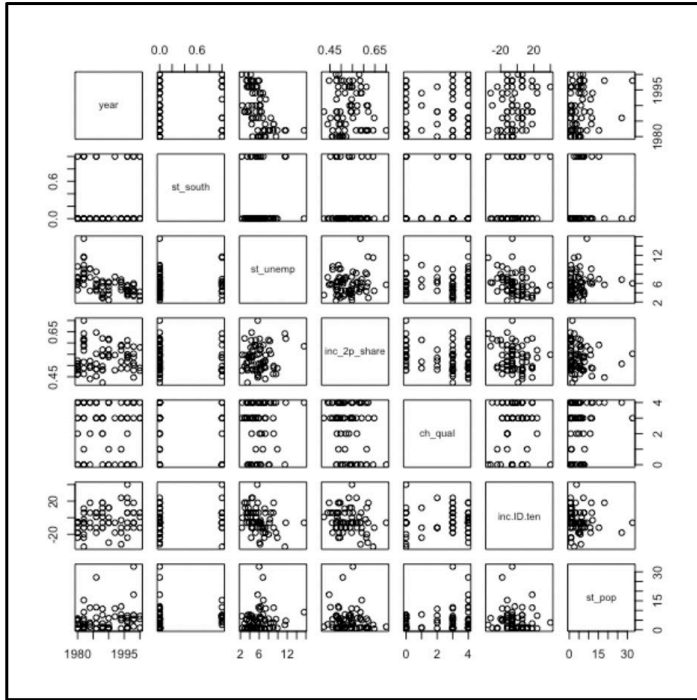 0.0 0.6
0.45 0.65
-20 20
year
1980 1995
st_south
0.0 0.6
st_unemp
2 6 12
inc_2p_share
0.45 0.65
ch_qual
0 2 4
inc.ID.ten
-20 20
st_pop
0 15 30
1980 1995
2 6 12
0 2 4
0 15 30